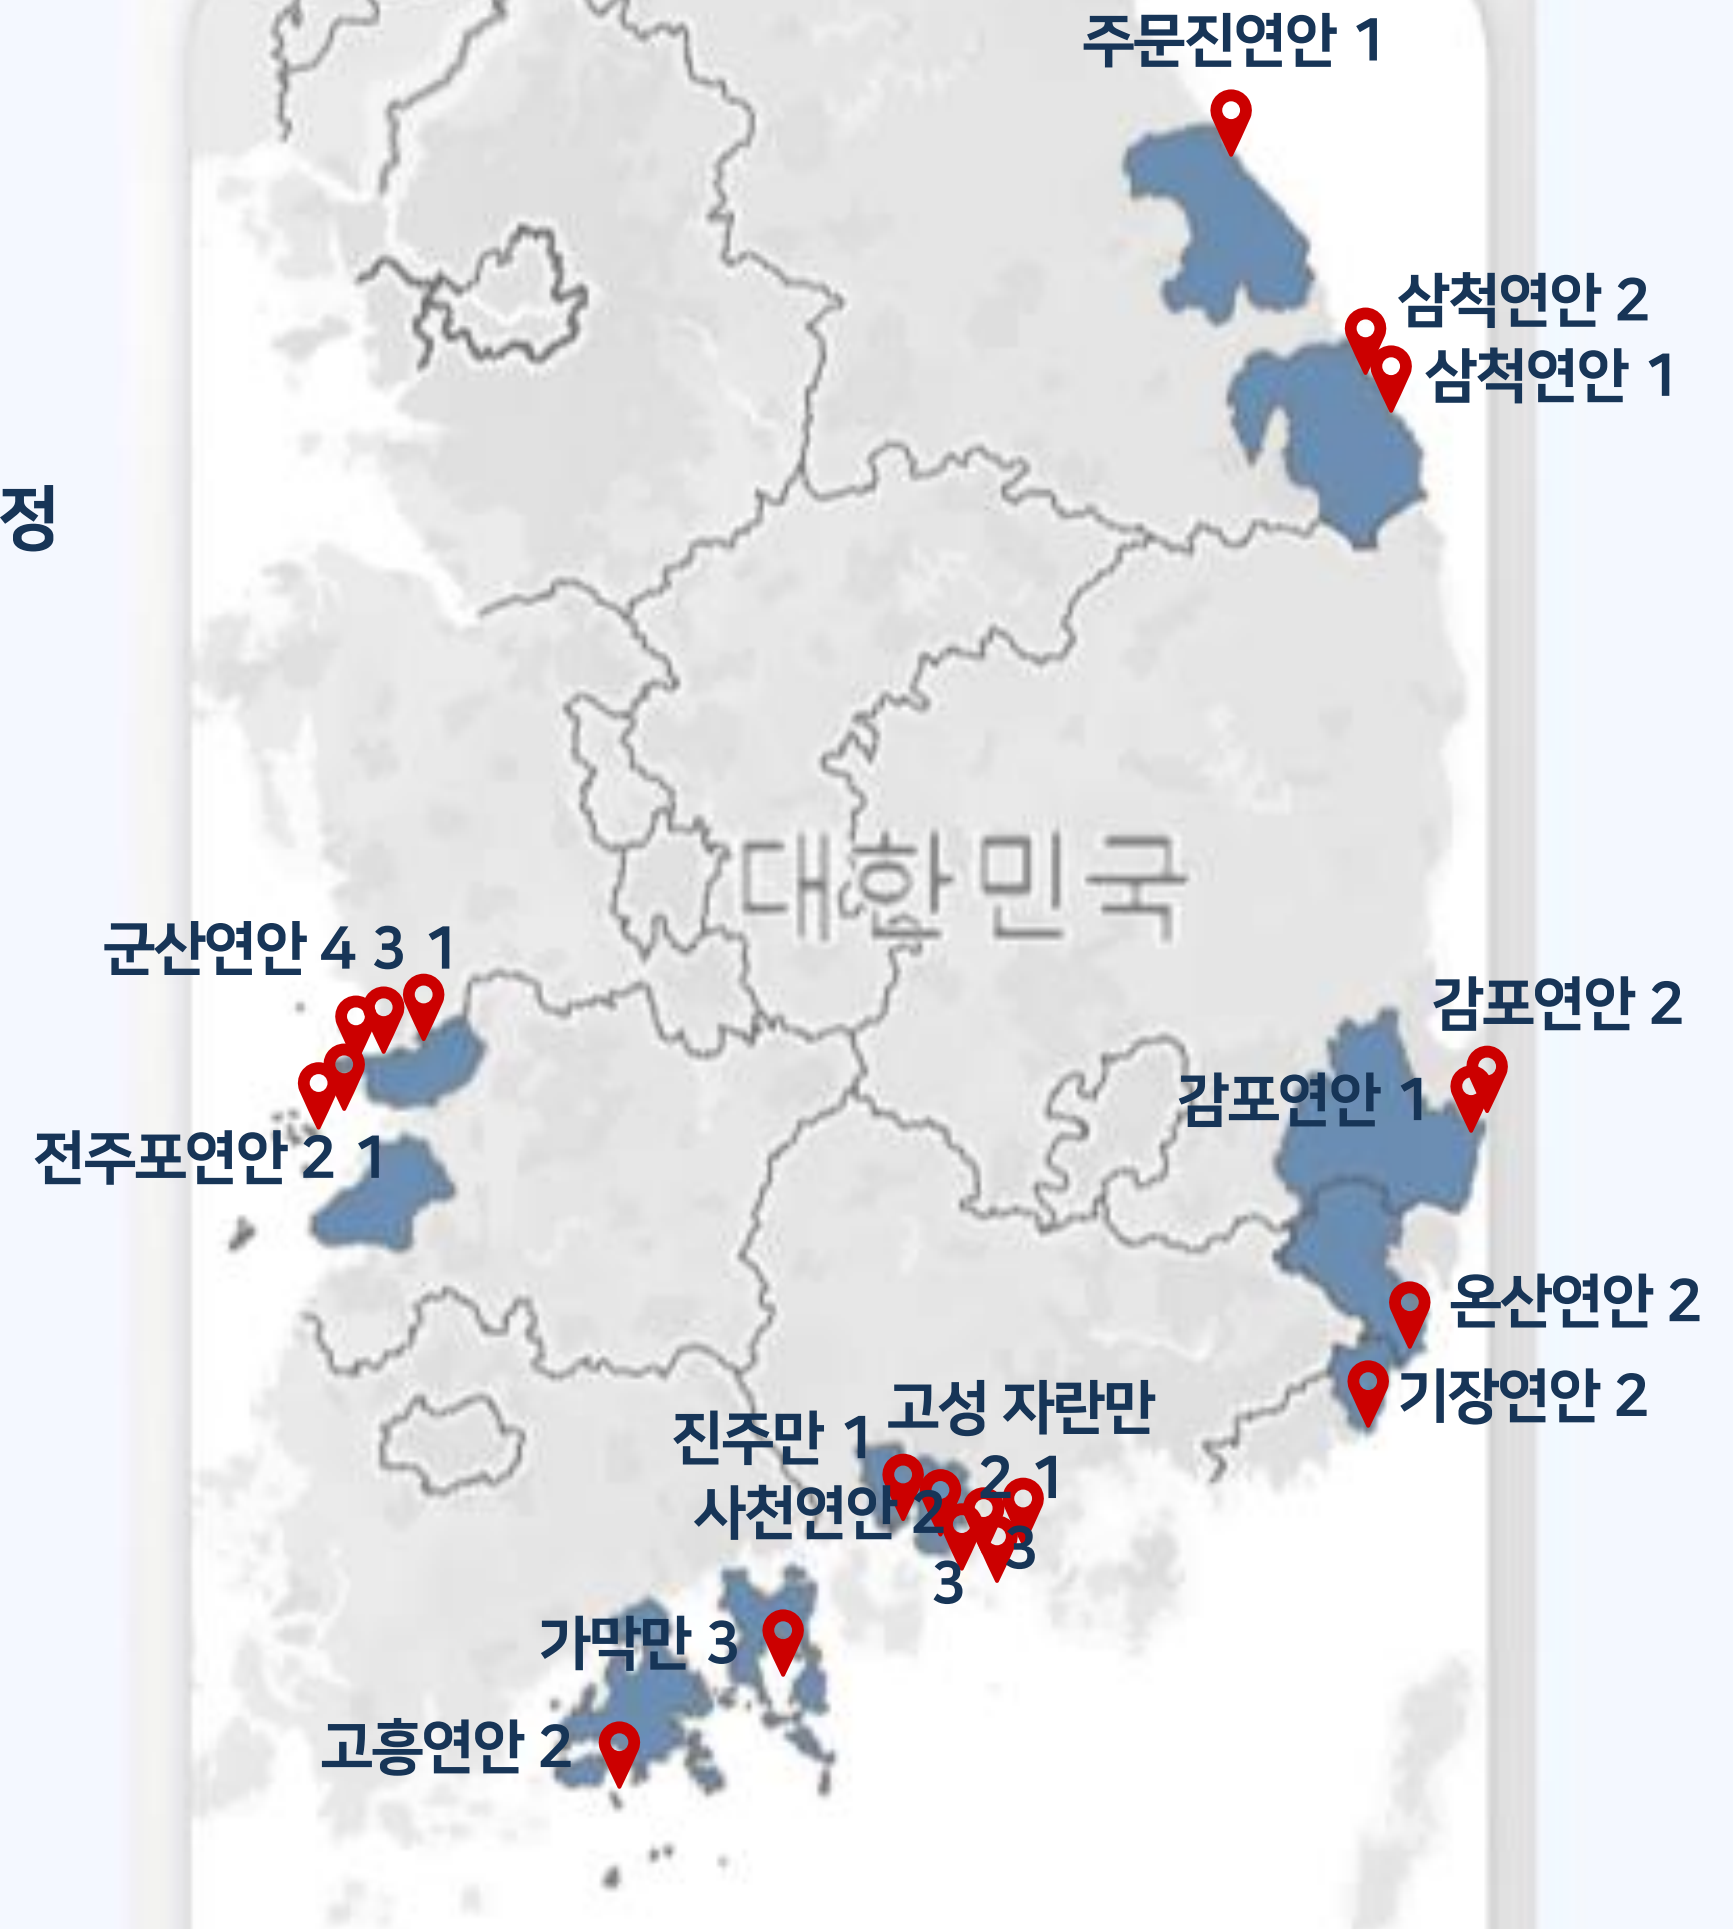 주문진연안 1
삼척연안 2
삼척연안 1
정
대한민국
군산연안 4 3 1
감포연안 2
감포연안 1
전주포연안 2 1
온산연안 2
기장연안 2
고성 자란만
진주만 1
2 1
사천연안 2
3
3
가막만 3
고흥연안 2